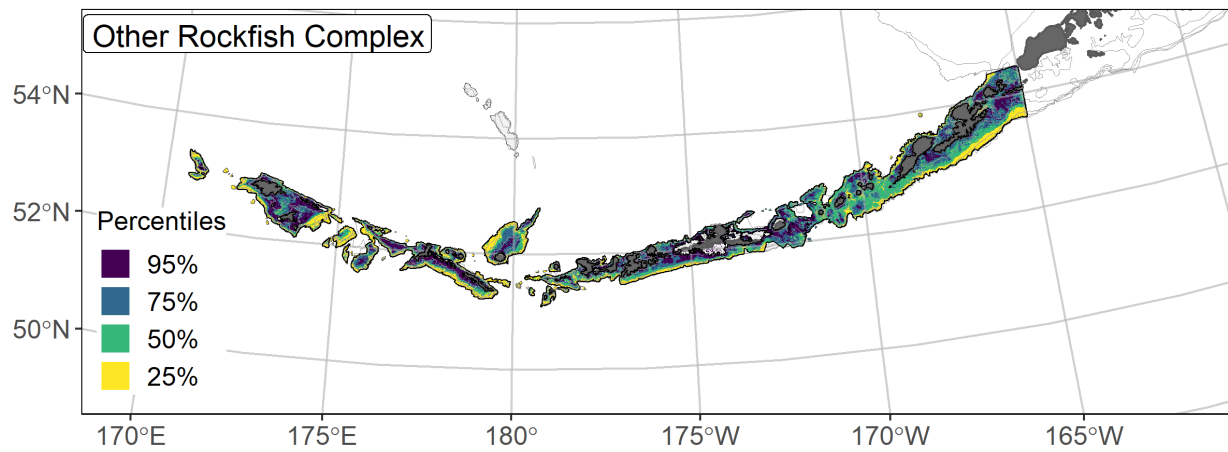 Other Rockfish Complex
54°N
52°N
50°N
Percentiles
95%
75%
50%
25%
170°E
175°E
180°
175°W
170°W
165°W